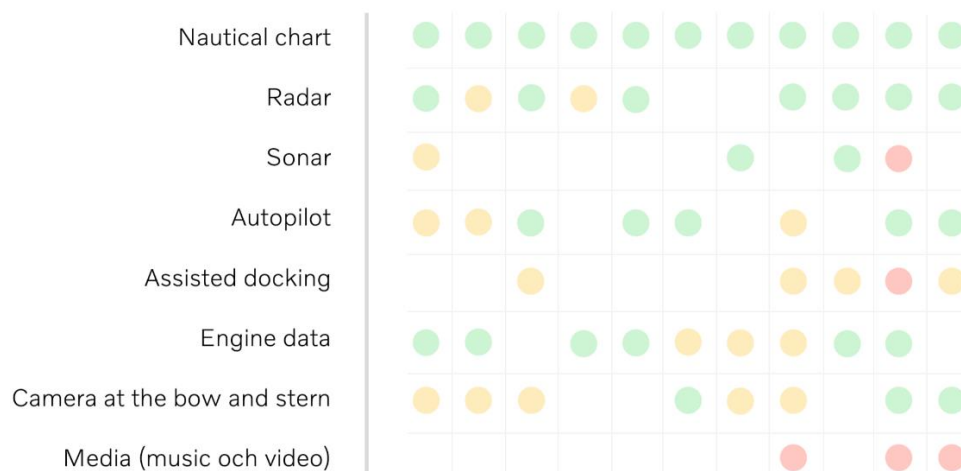 Nautical chart
Radar
Sonar
Autopilot
Assisted docking
Engine data
Camera at the bow and stern
Media (music och video)